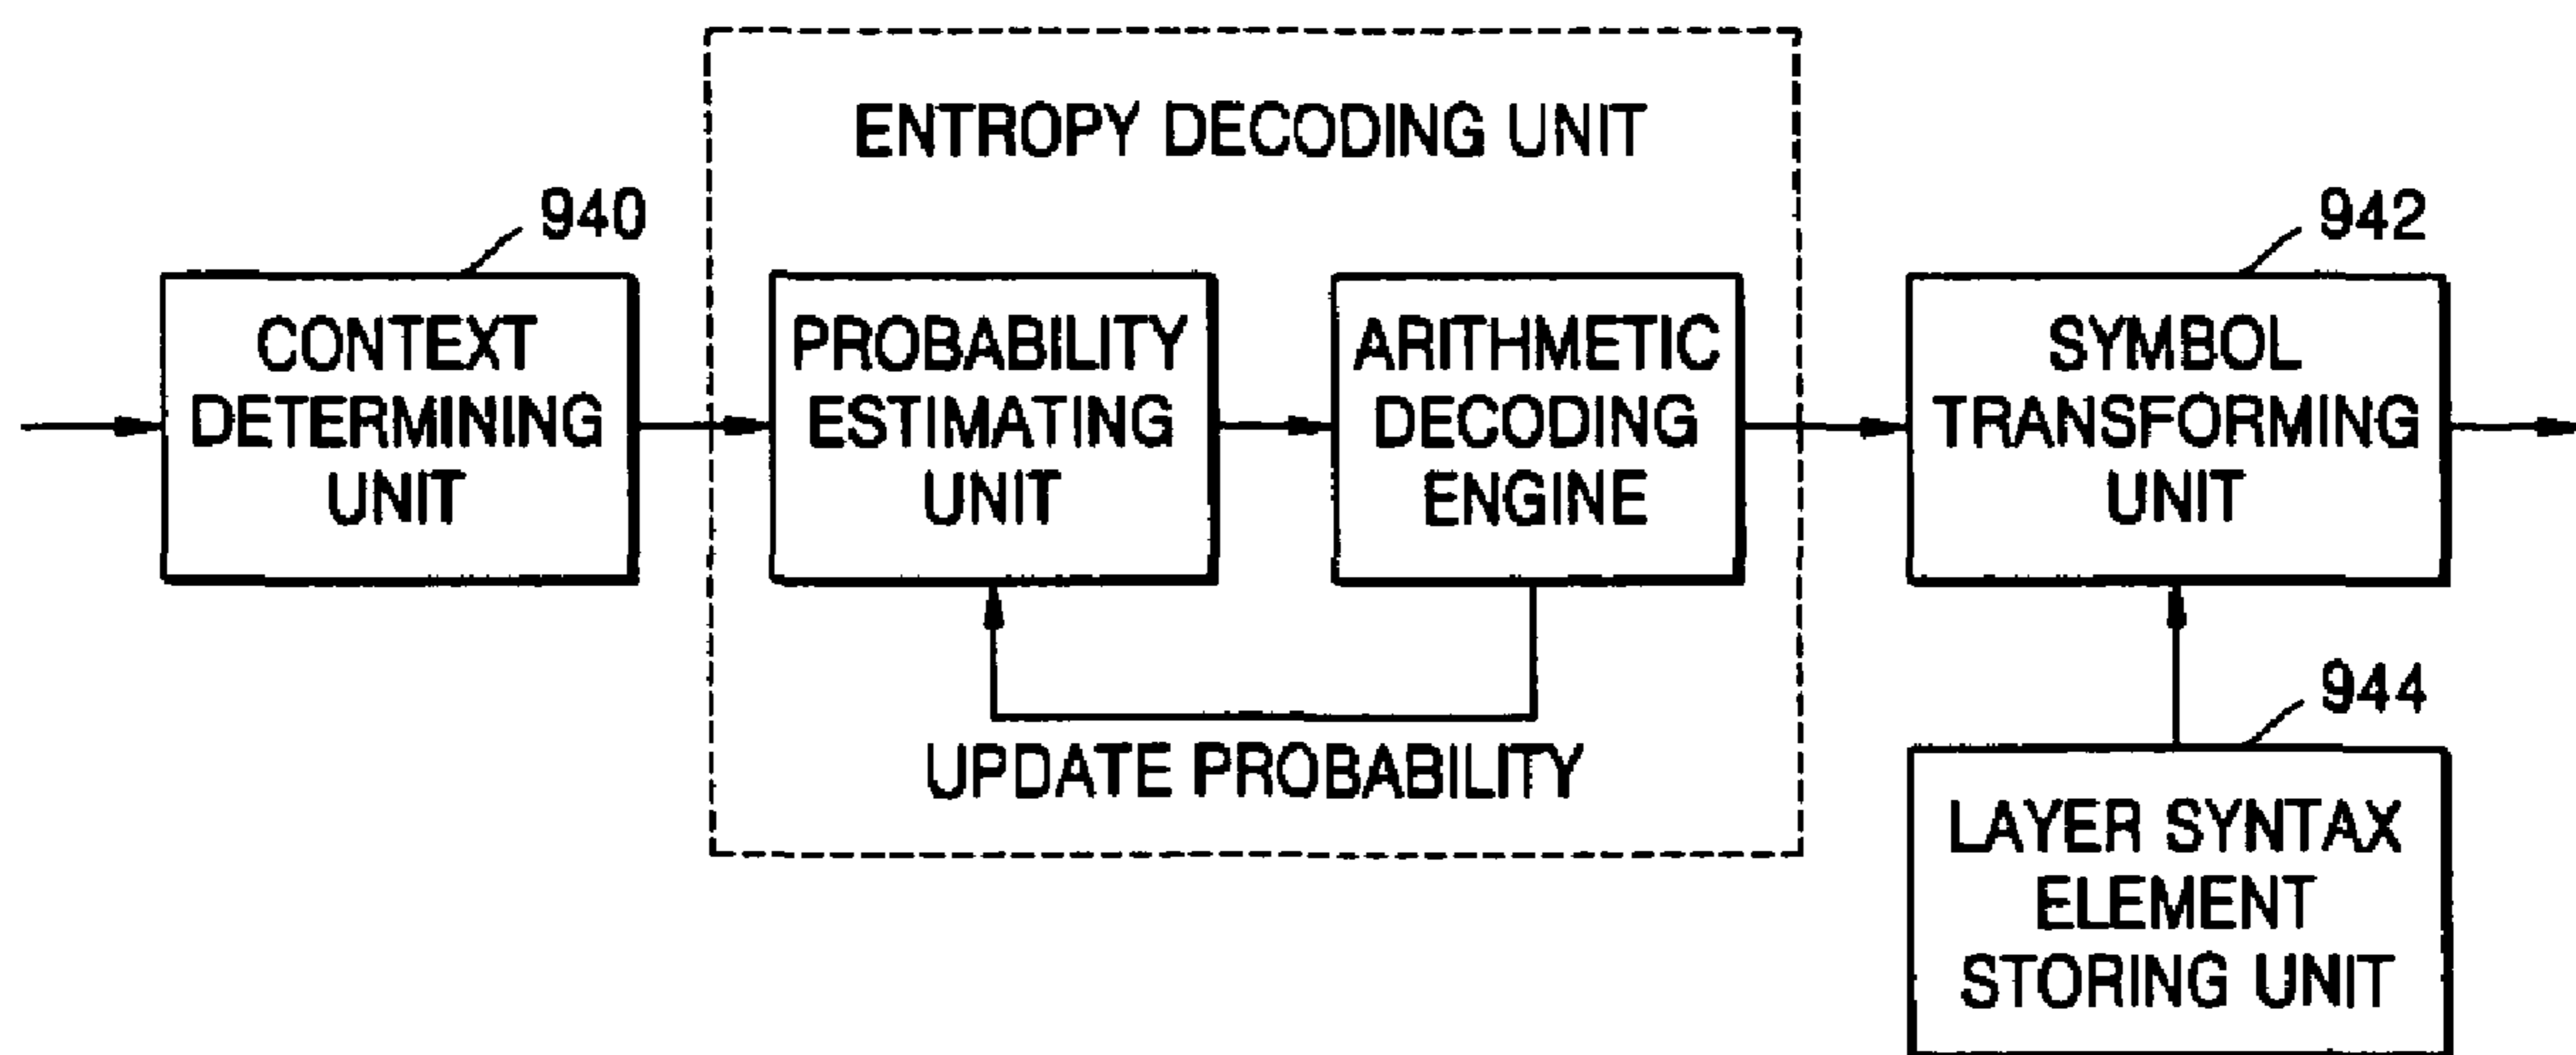 ENTROPY DECODING UNIT
940
CONTEXT
DETERMINING
UNIT
PROBABILITY
ESTIMATING
UNIT
ARITHMETIC
DECODING
ENGINE
UPDATE PROBABILITY
942
SYMBOL
TRANSFORMING
UNIT
944
LAYER SYNTAX
ELEMENT
STORING UNIT